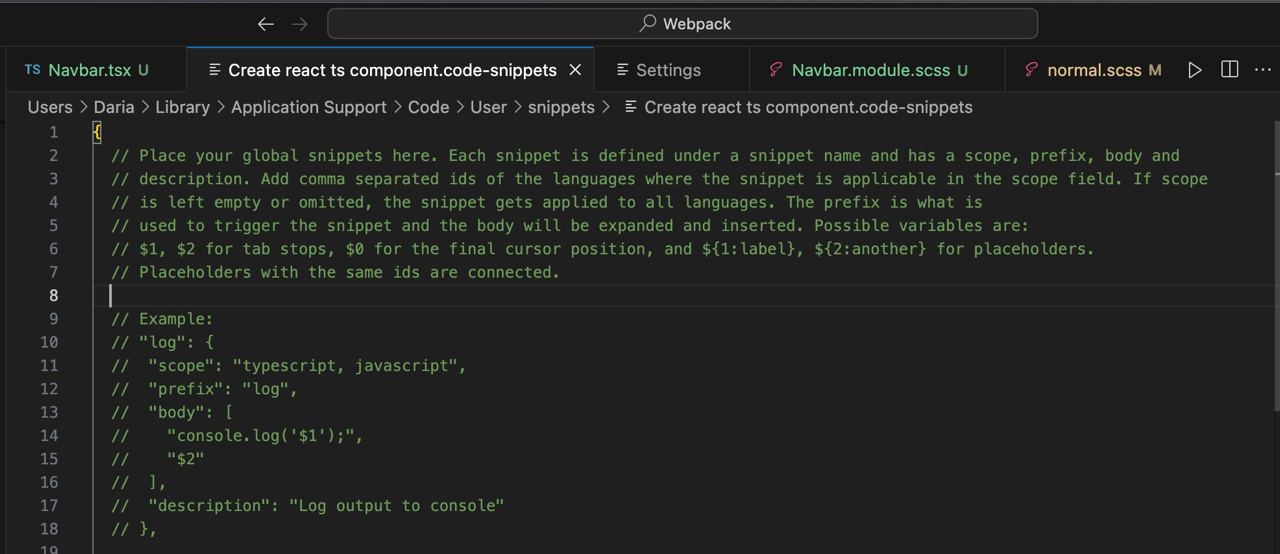 Webpack
TS Navbar.tsx U Create react ts component.code-snippets Settings Navbar.module.scss U normal.scss M
Users > Daria > Library > Application Support > Code > User > snippets > Create react ts component.code-snippets
1 {
2 // Place your global snippets here. Each snippet is defined under a snippet name and has a scope, prefix, body and
3 // description. Add comma separated ids of the languages where the snippet is applicable in the scope field. If scope
4 // is left empty or omitted, the snippet gets applied to all languages. The prefix is what is
5 // used to trigger the snippet and the body will be expanded and inserted. Possible variables are:
6 // $1, $2 for tab stops, $0 for the final cursor position, and ${1:label}, ${2:another} for placeholders.
7 // Placeholders with the same ids are connected.
8
9 // Example:
10 // "log": {
11 //  "scope": "typescript, javascript",
12 //  "prefix": "log",
13 //  "body": [
14 //    "console.log('$1');",
15 //    "$2"
16 //  ],
17 //  "description": "Log output to console"
18 // },
19